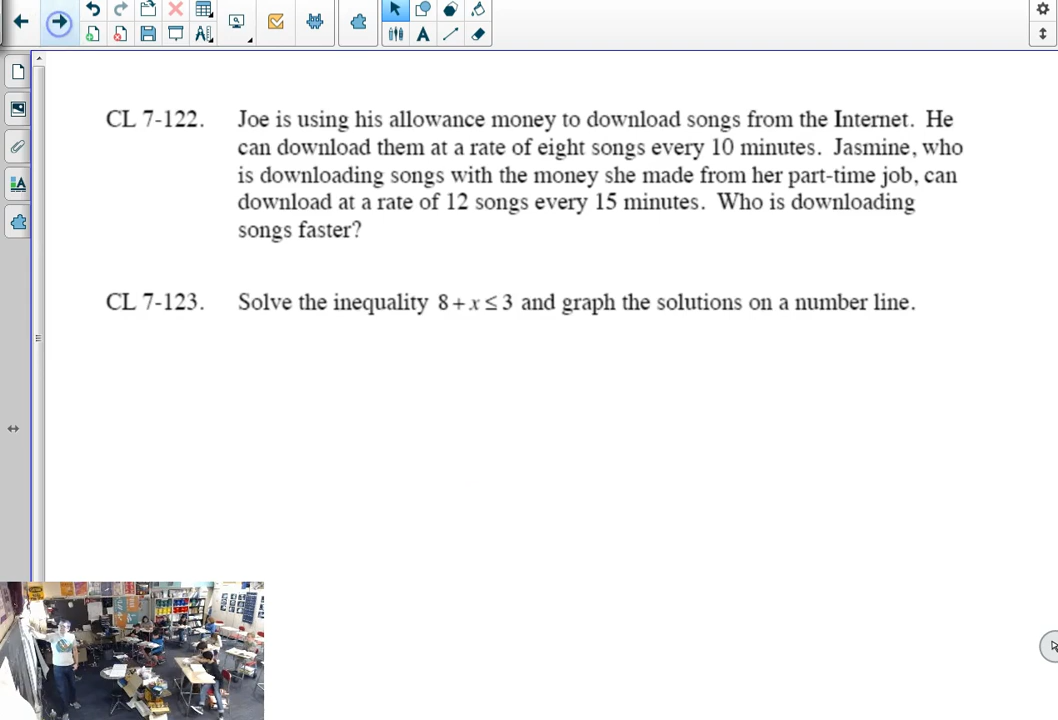 CL 7-122. Joe is using his allowance money to download songs from the Internet. He
can download them at a rate of eight songs every 10 minutes. Jasmine, who
is downloading songs with the money she made from her part-time job, can
download at a rate of 12 songs every 15 minutes. Who is downloading
songs faster?
CL 7-123. Solve the inequality 8 + x ≤ 3 and graph the solutions on a number line.